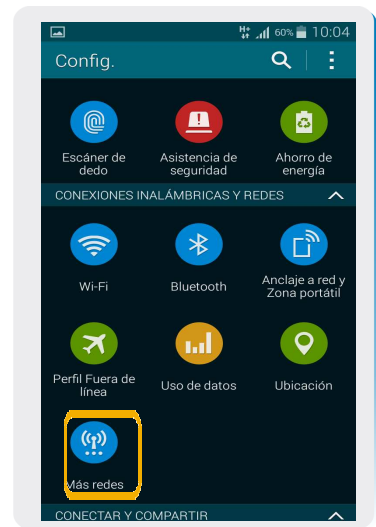 H+ 60% 10:04
Config.
Escáner de
dedo
Asistencia de
seguridad
Ahorro de
energía
CONEXIONES INALÁMBRICAS Y REDES
Wi-Fi
Bluetooth
Anclaje a red y
Zona portátil
Perfil Fuera de
línea
Uso de datos
Ubicación
Más redes
CONECTAR Y COMPARTIR